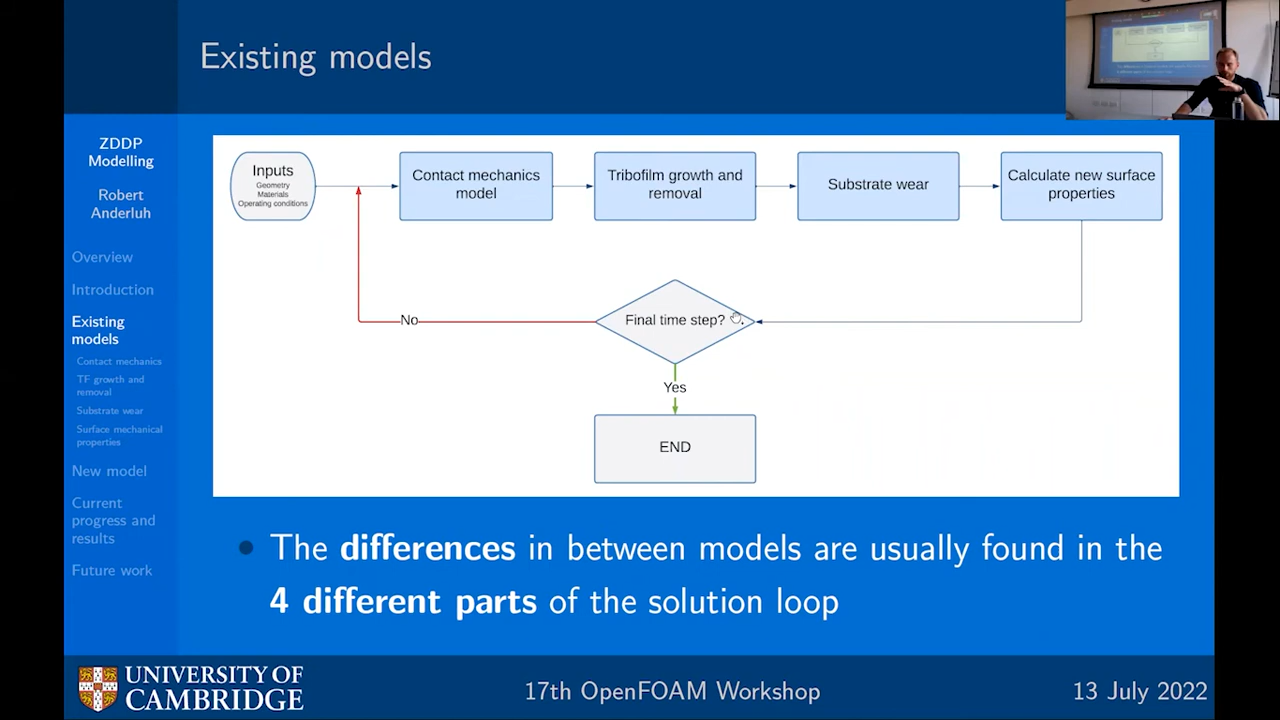 Existing models
ZDDP
Modelling
Robert
Anderluh
Overview
Introduction
Existing
models
Contact mechanics
TF growth and
removal
Substrate wear
Surface mechanical
properties
New model
Current
progress and
results
Future work
Inputs
Geometry
Materials
Operating conditions
Contact mechanics
model
Tribofilm growth and
removal
Substrate wear
Calculate new surface
properties
Final time step?
No
Yes
END
The differences in between models are usually found in the
4 different parts of the solution loop
UNIVERSITY OF
CAMBRIDGE
17th OpenFOAM Workshop
13 July 2022